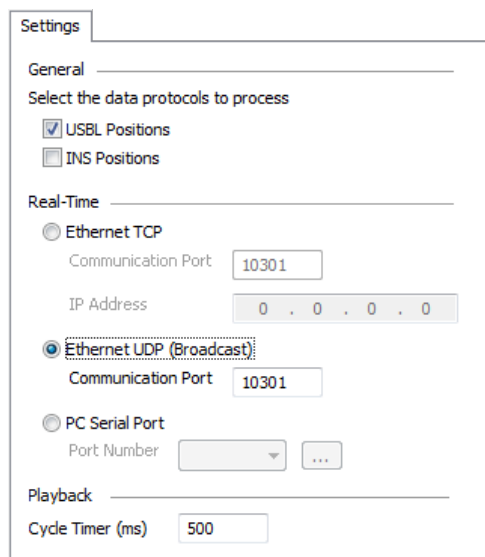 Settings
General
Select the data protocols to process
USBL Positions
INS Positions
Real-Time
Ethernet TCP
Communication Port 10301
IP Address 0 . 0 . 0 . 0
Ethernet UDP (Broadcast)
Communication Port 10301
PC Serial Port
Port Number ...
Playback
Cycle Timer (ms) 500